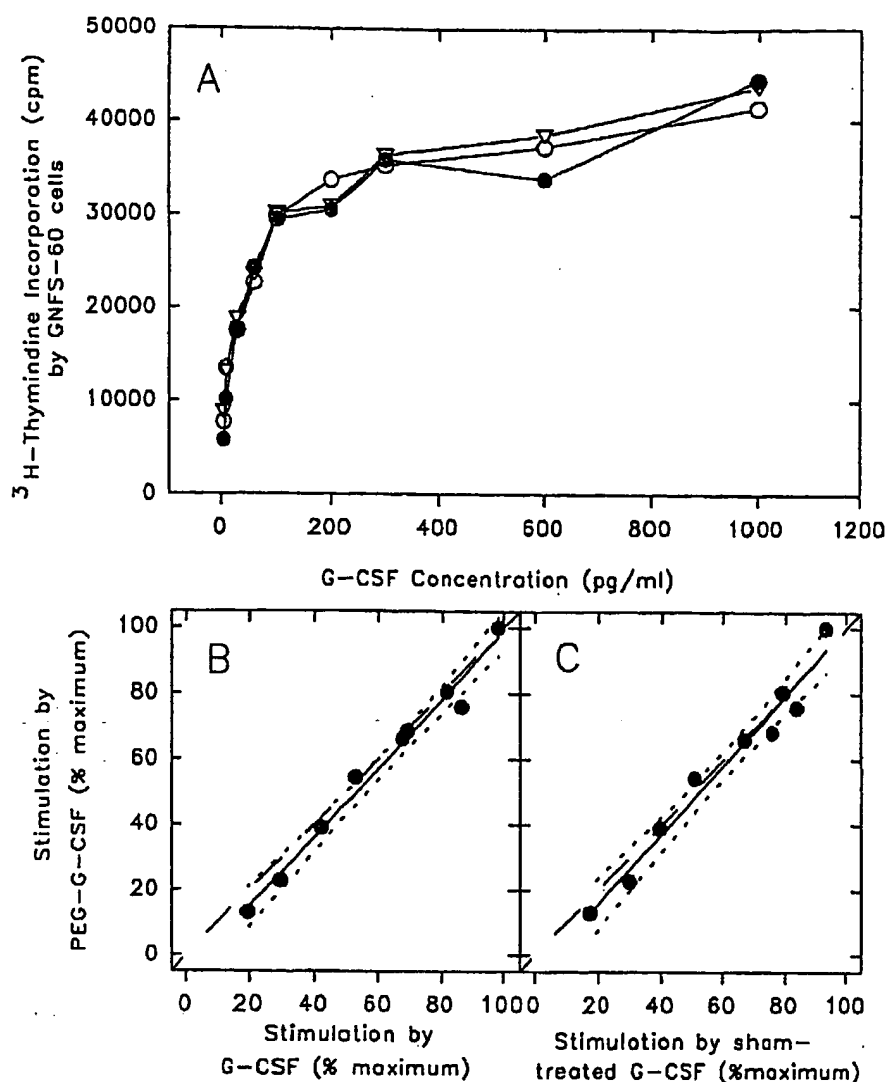 50000
40000
30000
20000
10000
0
A
³H-Thymindine Incorporation (cpm)
by GNFS-60 cells
0 200 400 600 800 1000 1200
G-CSF Concentration (pg/ml)
100
80
60
40
20
0
Stimulation by
PEG-G-CSF (% maximum)
B
C
0 20 40 60 80 100
0 20 40 60 80 100
Stimulation by
G-CSF (% maximum)
Stimulation by sham-
treated G-CSF (%maximum)